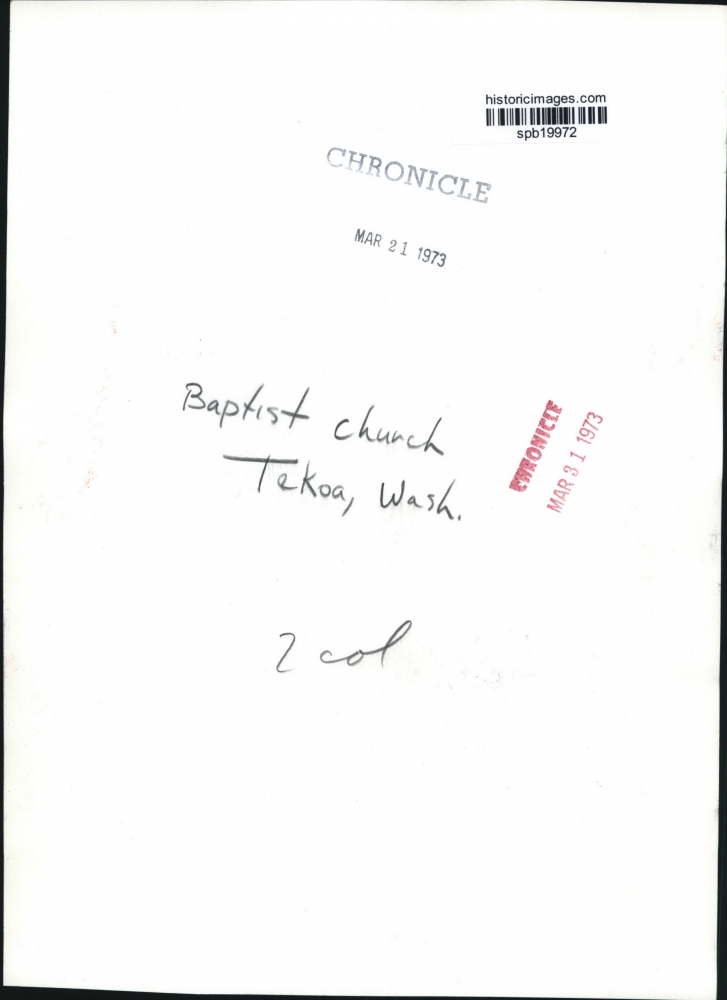 historicimages.com
spb19972
CHRONICLE
MAR 21 1973
Baptist church
Tekoa, Wash.
CHRONICLE
MAR 31 1973
2 col